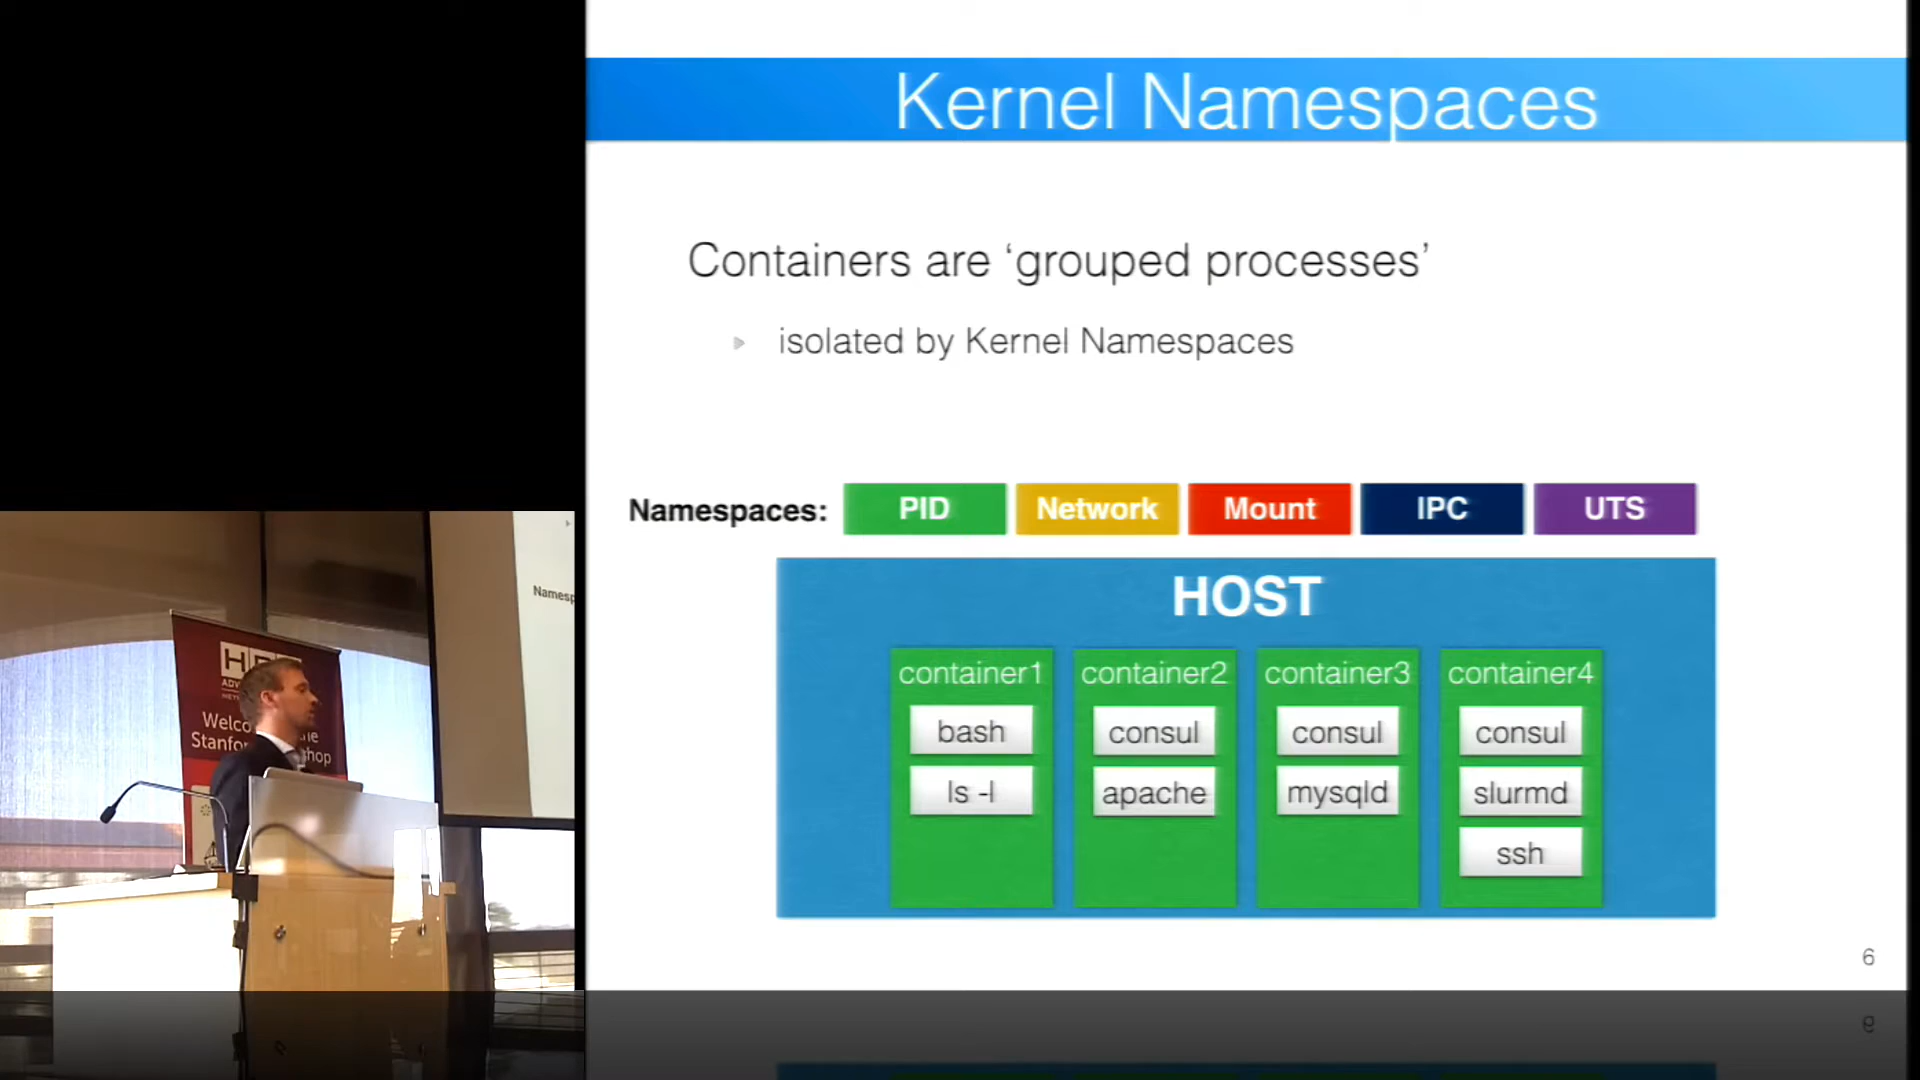 Kernel Namespaces
Containers are ‘grouped processes’
isolated by Kernel Namespaces
Namespaces: PID Network Mount IPC UTS
HOST
container1 container2 container3 container4
bash consul consul consul
ls -l apache mysqld slurmd
ssh
6